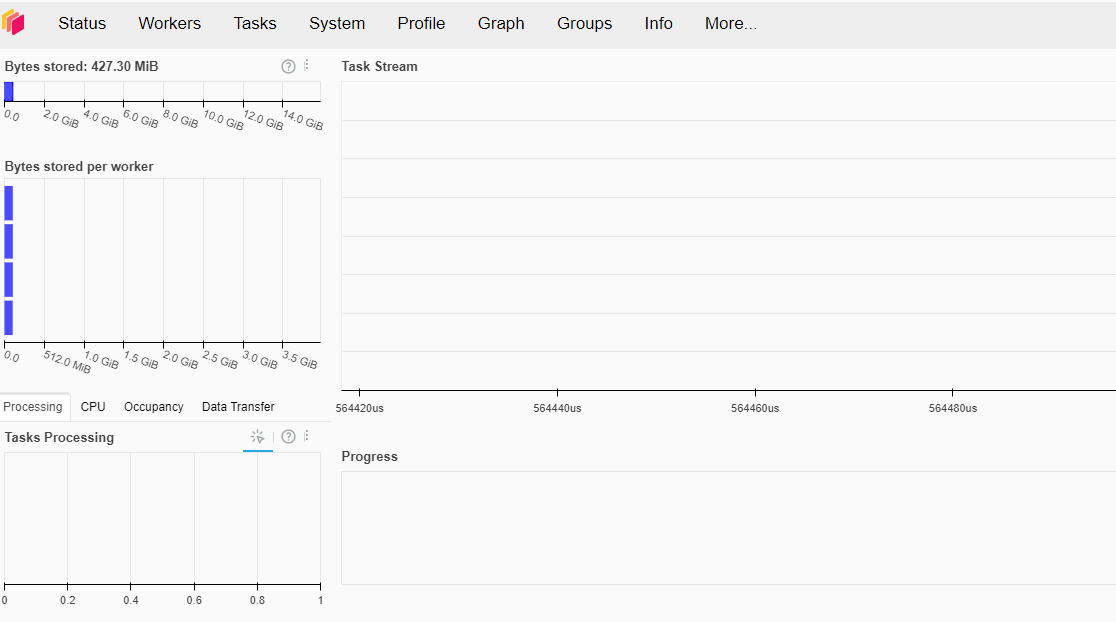 Status Workers Tasks System Profile Graph Groups Info More...
Bytes stored: 427.30 MiB
0.0 2.0 GiB 4.0 GiB 6.0 GiB 8.0 GiB 10.0 GiB 12.0 GiB 14.0 GiB
Bytes stored per worker
0.0 512.0 MiB 1.0 GiB 1.5 GiB 2.0 GiB 2.5 GiB 3.0 GiB 3.5 GiB
Processing CPU Occupancy Data Transfer
Tasks Processing
0 0.2 0.4 0.6 0.8 1
Task Stream
564420us 564440us 564460us 564480us
Progress